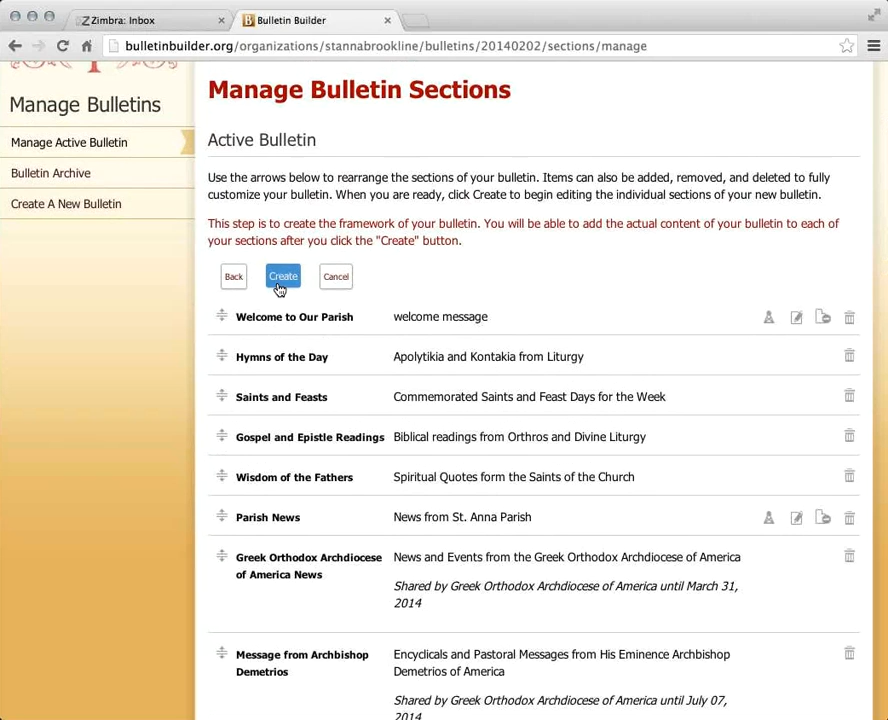 Zimbra: Inbox
Bulletin Builder
bulletinbuilder.org/organizations/stannabrookline/bulletins/20140202/sections/manage
Manage Bulletins
Manage Active Bulletin
Bulletin Archive
Create A New Bulletin
Manage Bulletin Sections
Active Bulletin
Use the arrows below to rearrange the sections of your bulletin. Items can also be added, removed, and deleted to fully
customize your bulletin. When you are ready, click Create to begin editing the individual sections of your new bulletin.
This step is to create the framework of your bulletin. You will be able to add the actual content of your bulletin to each of
your sections after you click the "Create" button.
Back Create Cancel
Welcome to Our Parish welcome message
Hymns of the Day Apolytikia and Kontakia from Liturgy
Saints and Feasts Commemorated Saints and Feast Days for the Week
Gospel and Epistle Readings Biblical readings from Orthros and Divine Liturgy
Wisdom of the Fathers Spiritual Quotes form the Saints of the Church
Parish News News from St. Anna Parish
Greek Orthodox Archdiocese News and Events from the Greek Orthodox Archdiocese of America
of America News
Shared by Greek Orthodox Archdiocese of America until March 31,
2014
Message from Archbishop Encyclicals and Pastoral Messages from His Eminence Archbishop
Demetrios Demetrios of America
Shared by Greek Orthodox Archdiocese of America until July 07,
2014